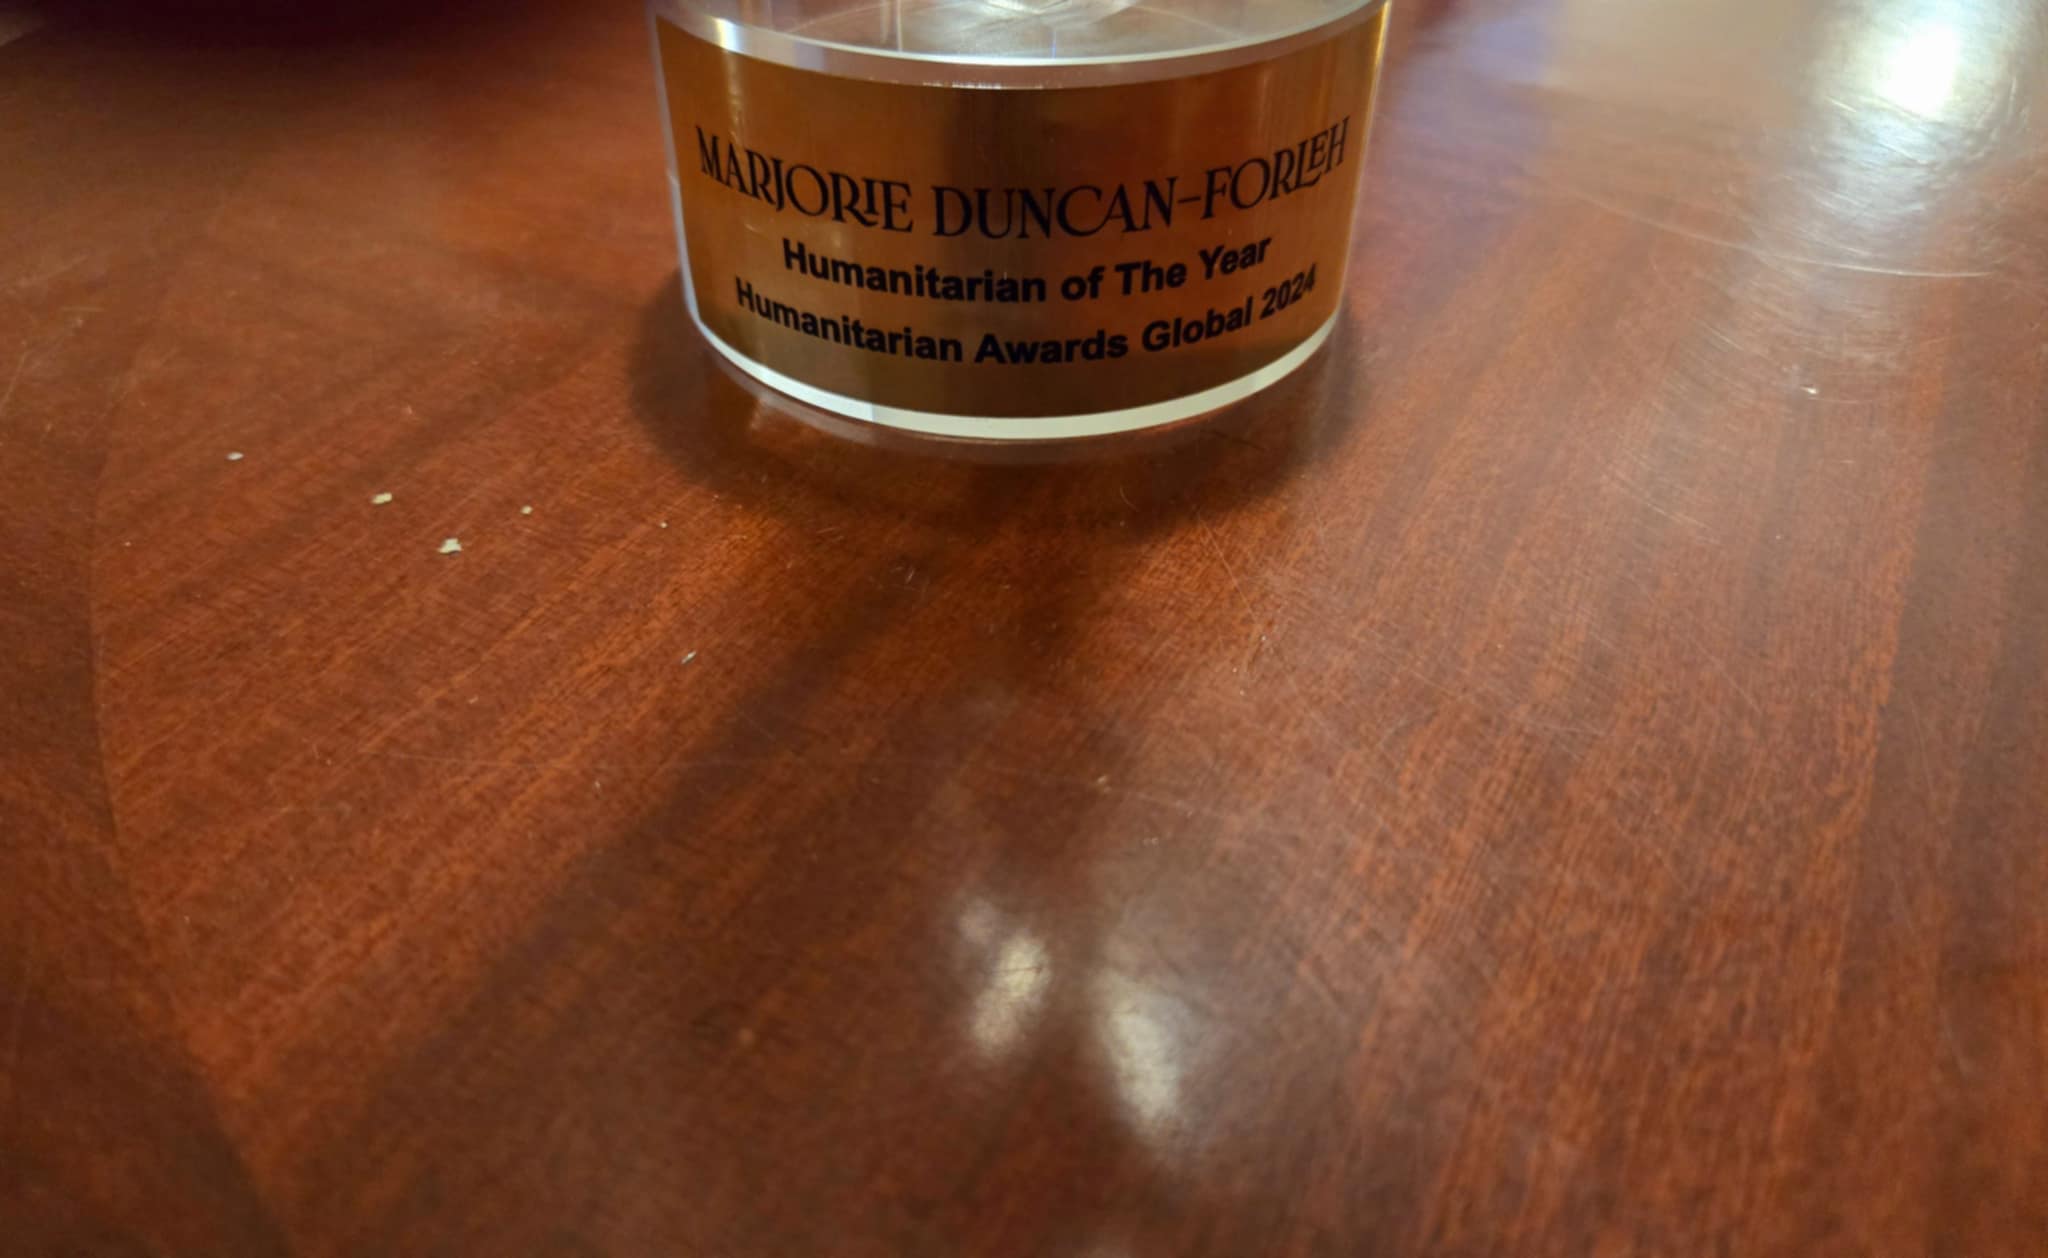 MARJORIE DUNCAN-FORLEH
Humanitarian of The Year
Humanitarian Awards Global 2024